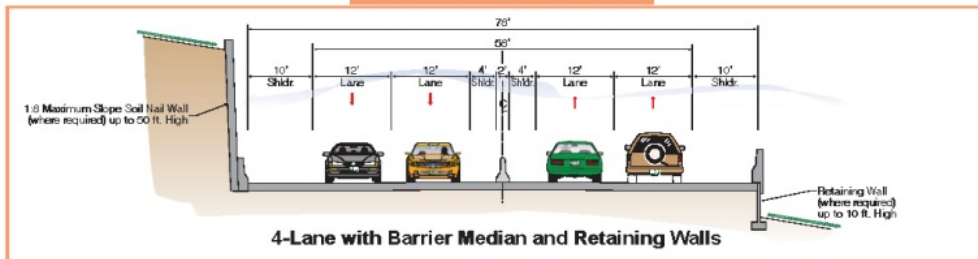 78'
58'
10' 12' 12' 4' 2' 4' 12' 12' 10'
Shldr. Lane Lane Shldr. Shldr. Lane Lane Shldr.
℄
1:8 Maximum Slope Soil Nail Wall
(where required) up to 50 ft. High
Retaining Wall
(where required)
up to 10 ft. High
4-Lane with Barrier Median and Retaining Walls